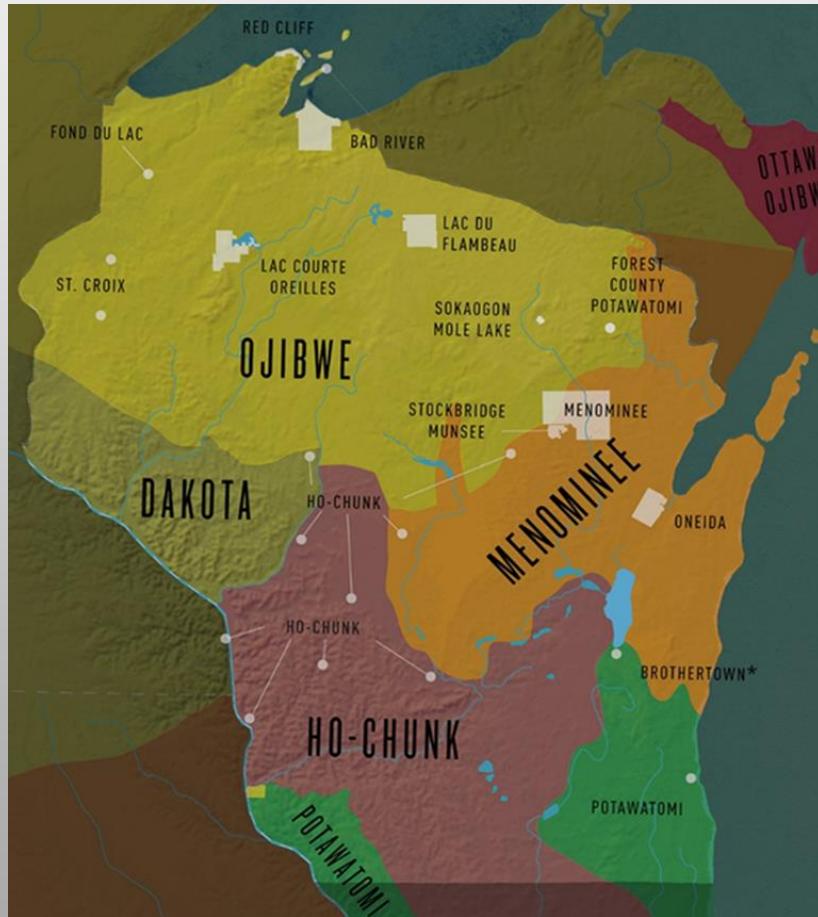 RED CLIFF
FOND DU LAC
BAD RIVER
OTTAW
OJIBW
LAC DU
FLAMBEAU
ST. CROIX
LAC COURTE
OREILLES
FOREST
COUNTY
POTAWATOMI
SOKAOGON
MOLE LAKE
OJIBWE
STOCKBRIDGE
MUNSEE
MENOMINEE
DAKOTA
HO-CHUNK
MENOMINEE
ONEIDA
HO-CHUNK
BROTHERTOWN*
HO-CHUNK
POTAWATOMI
POTAWATOMI